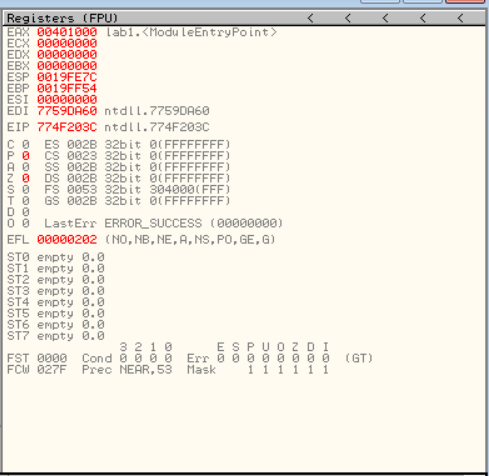 Registers (FPU) < < < < <
EAX 00401000 lab1.<ModuleEntryPoint>
ECX 00000000
EDX 00000000
EBX 00000000
ESP 0019FE7C
EBP 0019FF54
ESI 00000000
EDI 7759DA60 ntdll.7759DA60
EIP 774F203C ntdll.774F203C
C 0 ES 002B 32bit 0(FFFFFFFF)
P 0 CS 0023 32bit 0(FFFFFFFF)
A 0 SS 002B 32bit 0(FFFFFFFF)
Z 0 DS 002B 32bit 0(FFFFFFFF)
S 0 FS 0053 32bit 304000(FFF)
T 0 GS 002B 32bit 0(FFFFFFFF)
D 0
O 0 LastErr ERROR_SUCCESS (00000000)
EFL 00000202 (NO,NB,NE,A,NS,PO,GE,G)
ST0 empty 0.0
ST1 empty 0.0
ST2 empty 0.0
ST3 empty 0.0
ST4 empty 0.0
ST5 empty 0.0
ST6 empty 0.0
ST7 empty 0.0
3 2 1 0 E S P U O Z D I
FST 0000 Cond 0 0 0 0 Err 0 0 0 0 0 0 0 0 (GT)
FCW 027F Prec NEAR,53 Mask 1 1 1 1 1 1